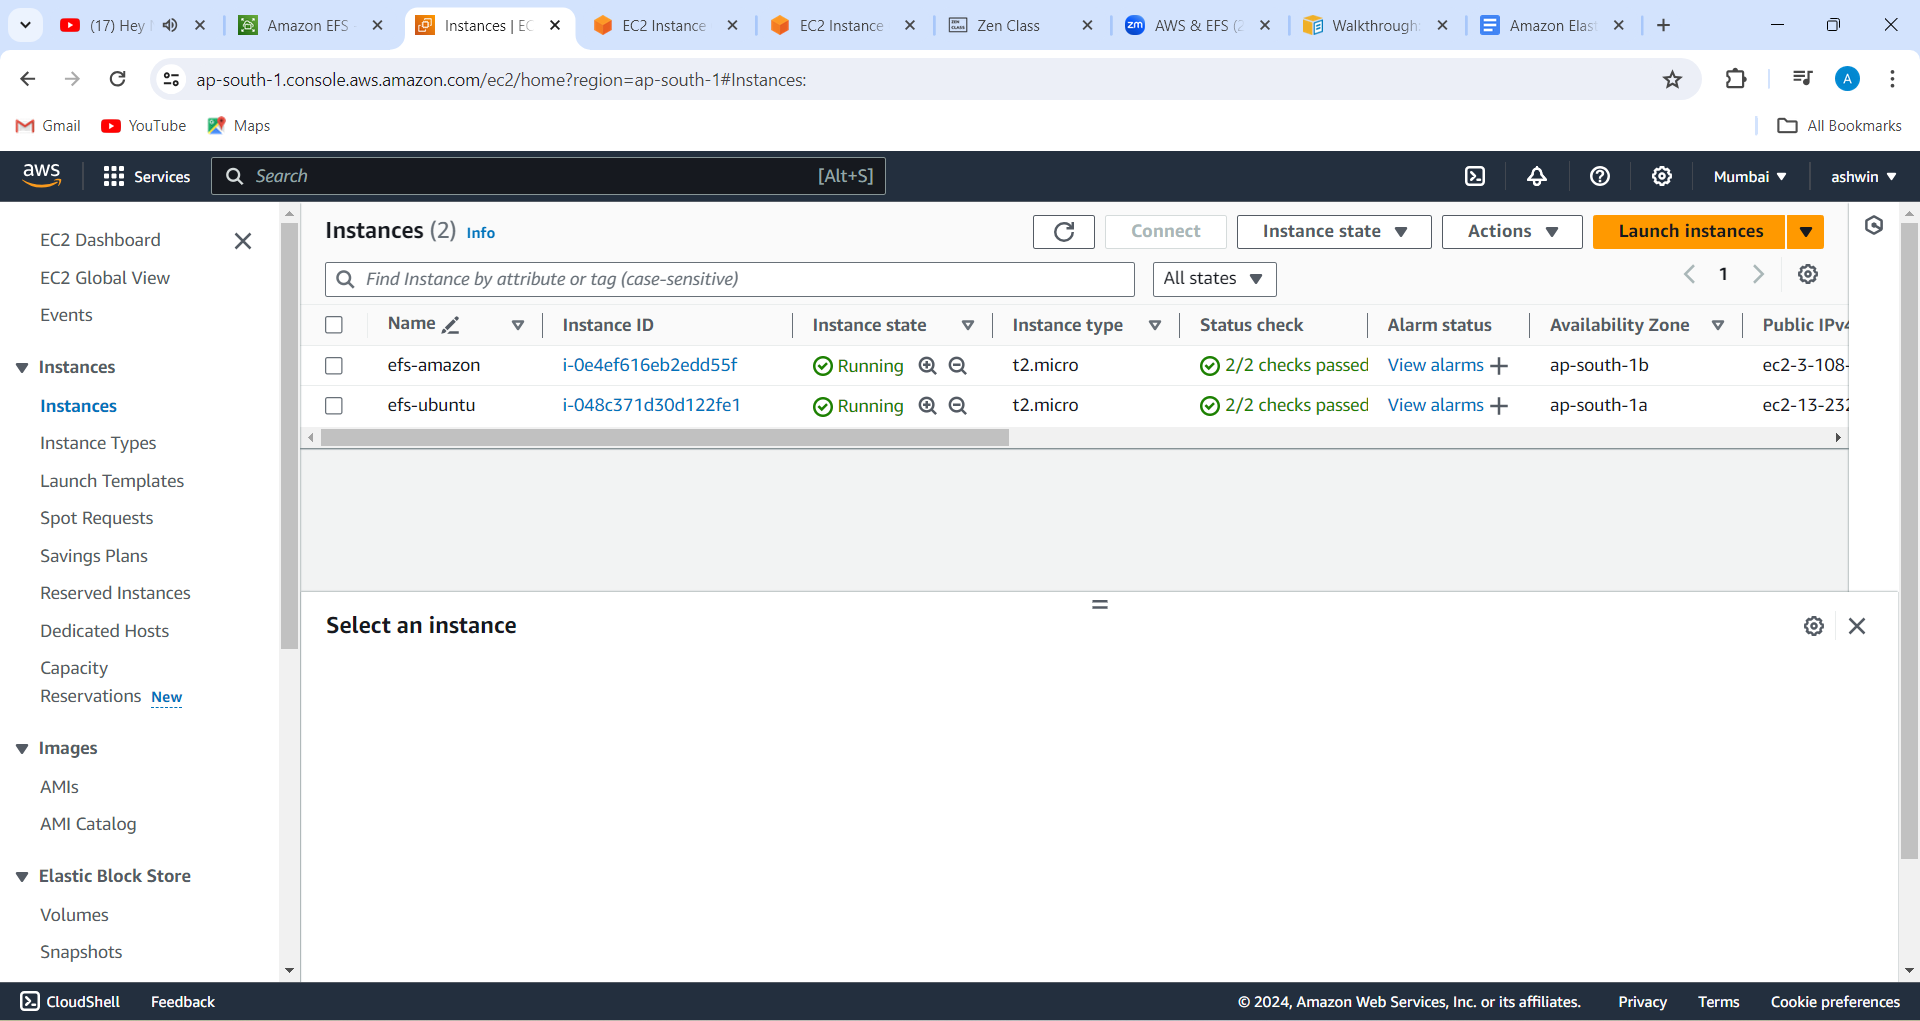 (17) Hey
Amazon EFS
Instances | EC
EC2 Instance
EC2 Instance
Zen Class
AWS & EFS (2
Walkthrough:
Amazon Elast
ap-south-1.console.aws.amazon.com/ec2/home?region=ap-south-1#Instances:
A
Gmail
YouTube
Maps
All Bookmarks
aws
Services
Search
[Alt+S]
Mumbai
ashwin
EC2 Dashboard
EC2 Global View
Events
Instances
Instances
Instance Types
Launch Templates
Spot Requests
Savings Plans
Reserved Instances
Dedicated Hosts
Capacity
Reservations New
Images
AMIs
AMI Catalog
Elastic Block Store
Volumes
Snapshots
Instances (2) Info
Connect
Instance state
Actions
Launch instances
Find Instance by attribute or tag (case-sensitive)
All states
1
Name Instance ID Instance state Instance type Status check Alarm status Availability Zone Public IPv4
efs-amazon i-0e4ef616eb2edd55f Running t2.micro 2/2 checks passed View alarms ap-south-1b ec2-3-108-
efs-ubuntu i-048c371d30d122fe1 Running t2.micro 2/2 checks passed View alarms ap-south-1a ec2-13-232
Select an instance
CloudShell
Feedback
© 2024, Amazon Web Services, Inc. or its affiliates.
Privacy
Terms
Cookie preferences